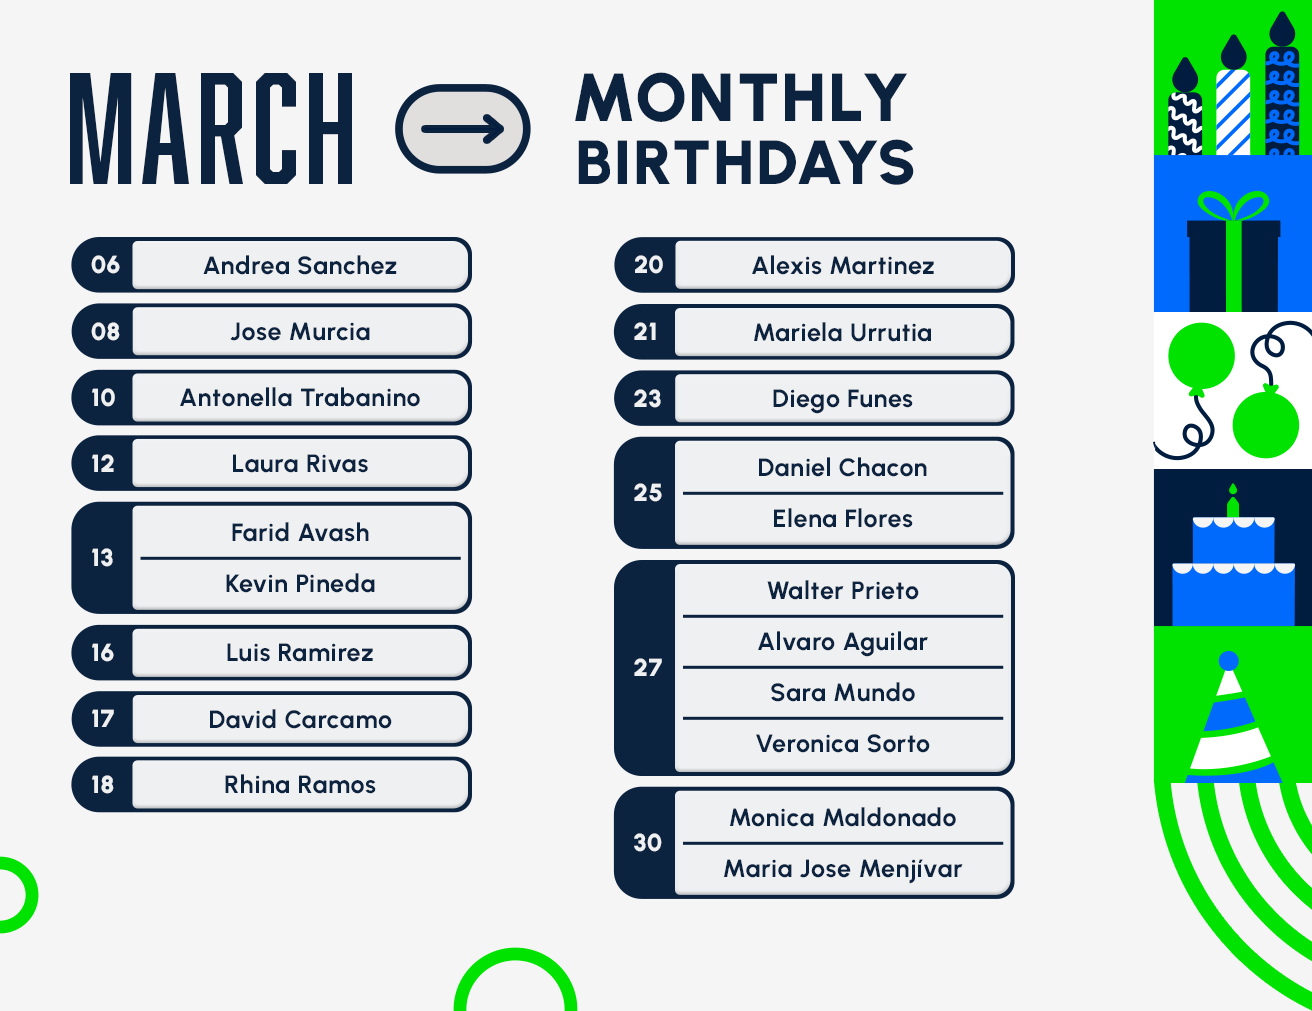 MARCH
MONTHLY
BIRTHDAYS
06 Andrea Sanchez
08 Jose Murcia
10 Antonella Trabanino
12 Laura Rivas
13 Farid Avash
Kevin Pineda
16 Luis Ramirez
17 David Carcamo
18 Rhina Ramos
20 Alexis Martinez
21 Mariela Urrutia
23 Diego Funes
25 Daniel Chacon
Elena Flores
27 Walter Prieto
Alvaro Aguilar
Sara Mundo
Veronica Sorto
30 Monica Maldonado
Maria Jose Menjívar